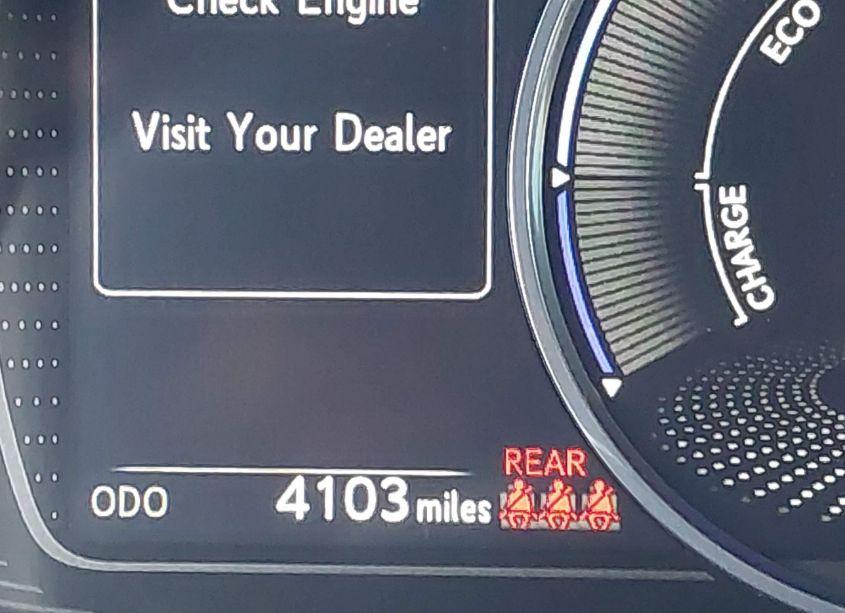 Check Engine
Visit Your Dealer
ECO
CHARGE
REAR
ODO 4103 miles